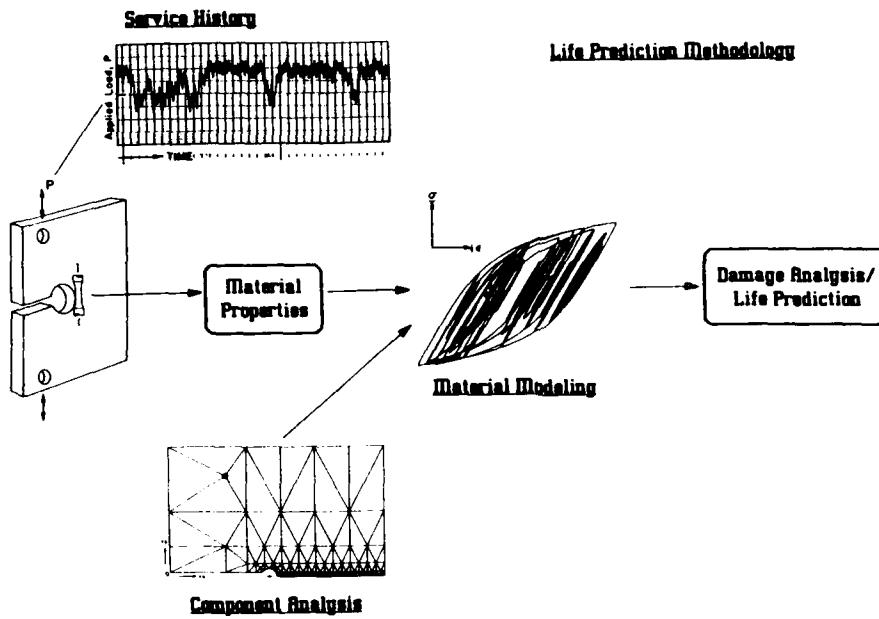 Service History
Life Prediction Methodology
Applied Load, P
TIME
P
σ
Material
Properties
Damage Analysis/
Life Prediction
Material Modeling
Component Analysis